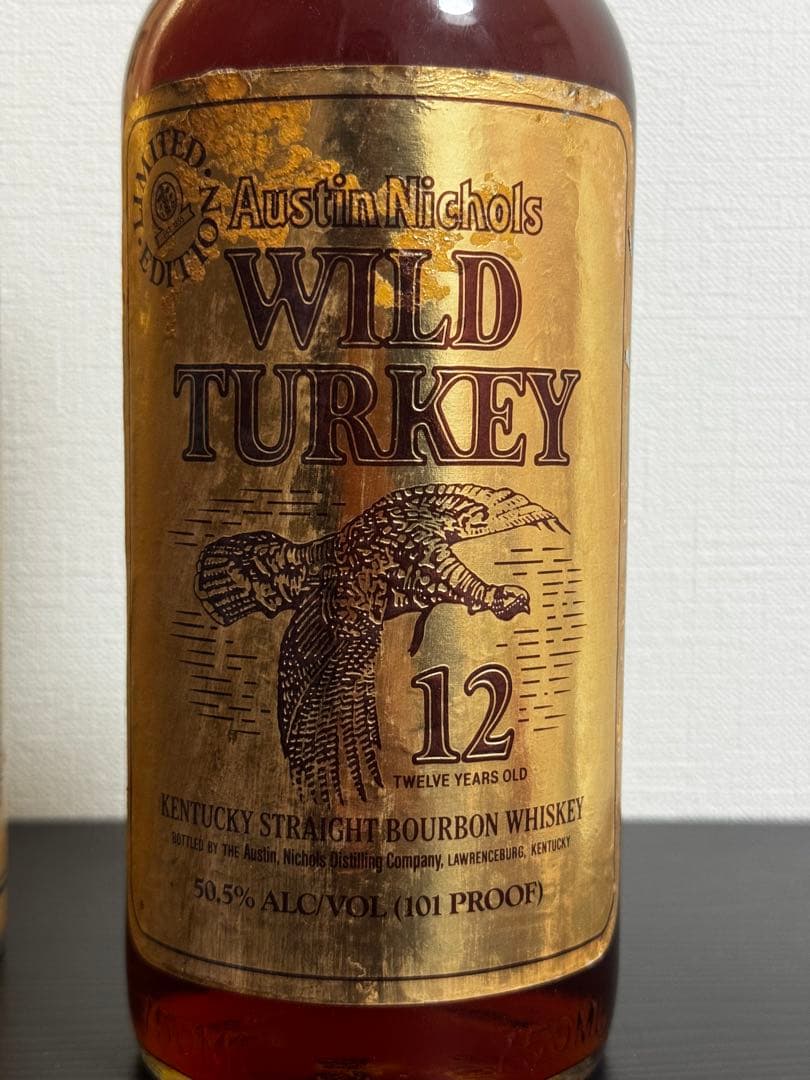 ·LIMITED·
EDITION
Austin Nichols
WILD
TURKEY
12
TWELVE YEARS OLD
KENTUCKY STRAIGHT BOURBON WHISKEY
BOTTLED BY THE Austin, Nichols Distilling Company, LAWRENCEBURG, KENTUCKY
50.5% ALC/VOL (101 PROOF)